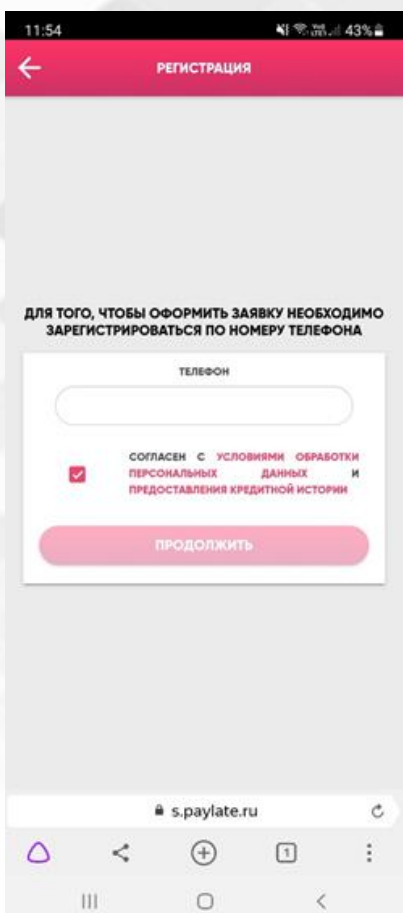 11:54
43%
РЕГИСТРАЦИЯ
ДЛЯ ТОГО, ЧТОБЫ ОФОРМИТЬ ЗАЯВКУ НЕОБХОДИМО
ЗАРЕГИСТРИРОВАТЬСЯ ПО НОМЕРУ ТЕЛЕФОНА
ТЕЛЕФОН
СОГЛАСЕН С УСЛОВИЯМИ ОБРАБОТКИ
ПЕРСОНАЛЬНЫХ ДАННЫХ И
ПРЕДОСТАВЛЕНИЯ КРЕДИТНОЙ ИСТОРИИ
ПРОДОЛЖИТЬ
s.paylate.ru
1